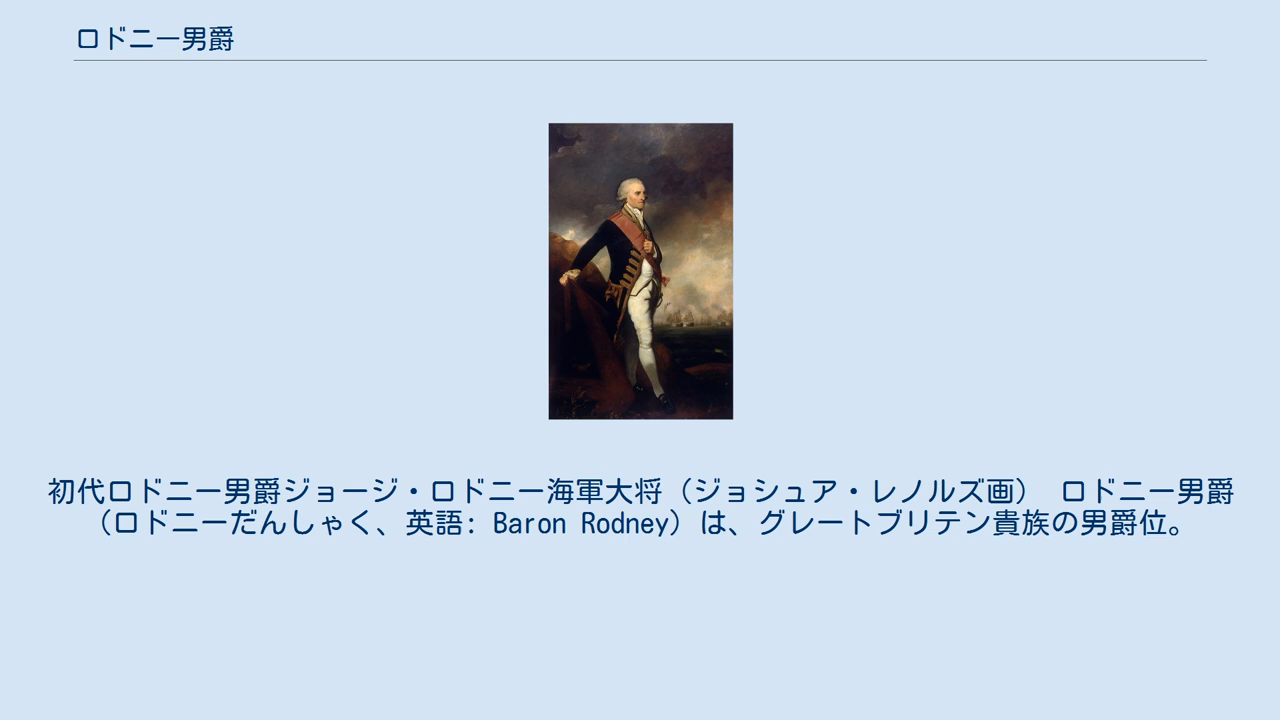 ロドニー男爵
初代ロドニー男爵ジョージ・ロドニー海軍大将（ジョシュア・レノルズ画） ロドニー男爵
（ロドニーだんしゃく、英語: Baron Rodney）は、グレートブリテン貴族の男爵位。